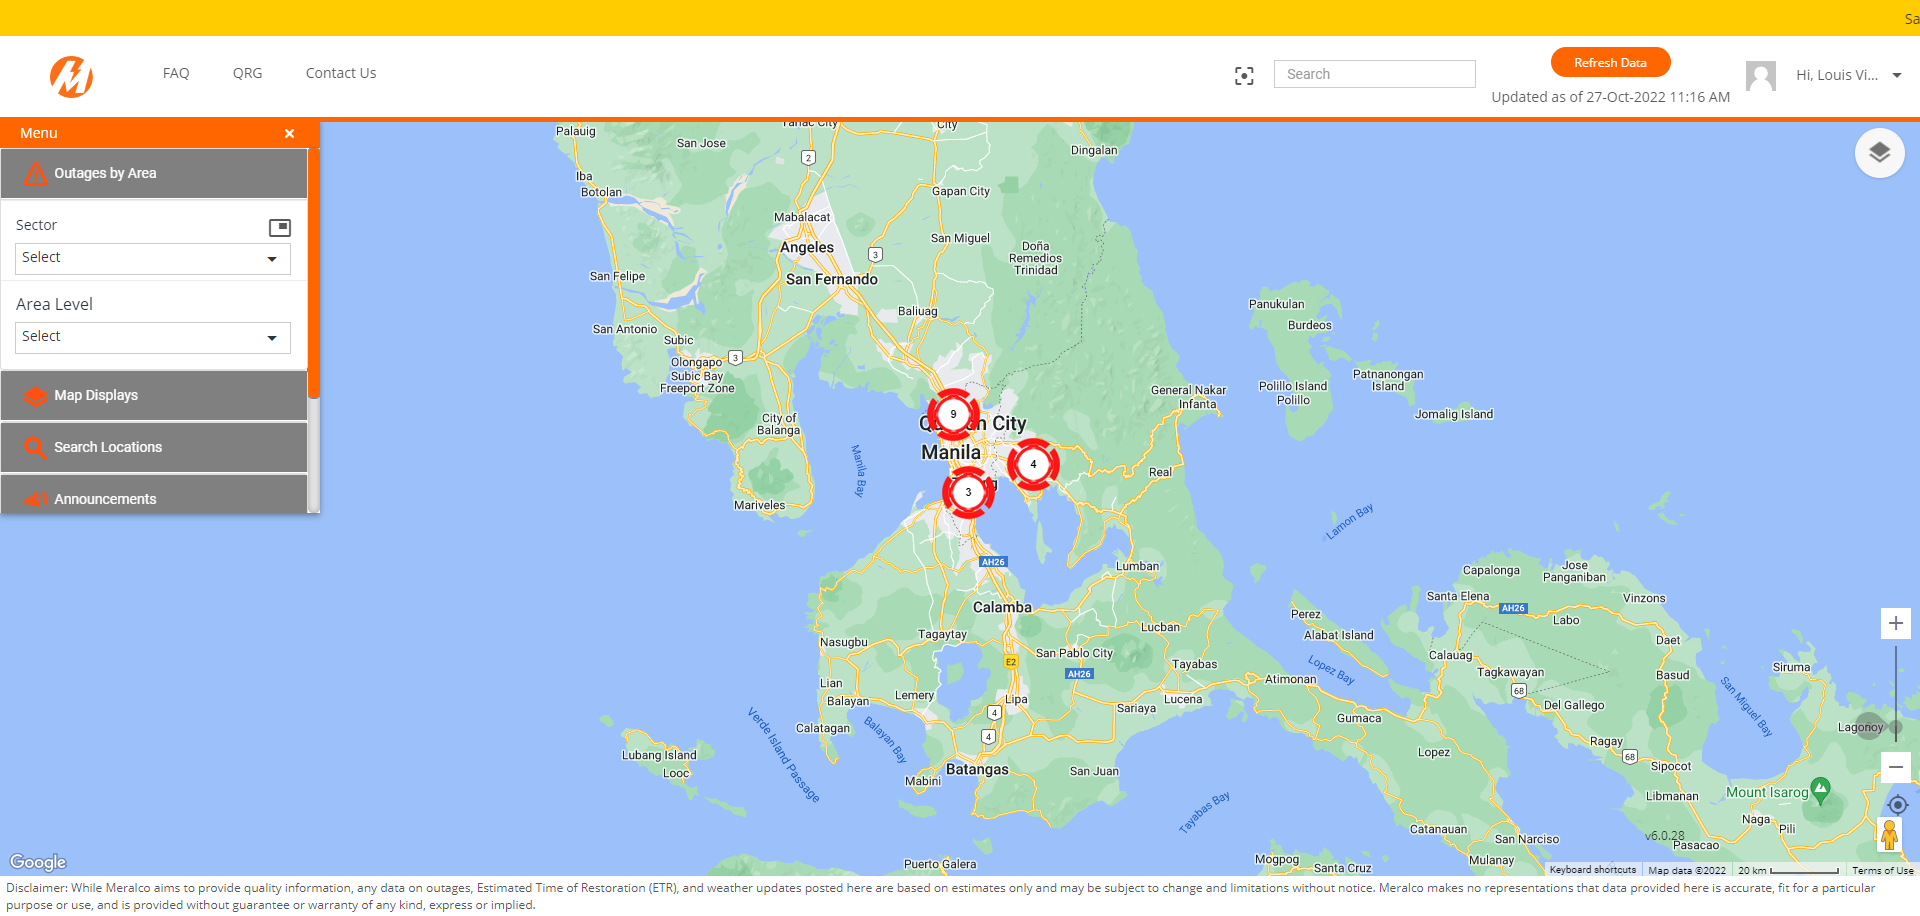 Sa
FAQ
QRG
Contact Us
Search
Refresh Data
Updated as of 27-Oct-2022 11:16 AM
Hi, Louis Vi...
Menu
Outages by Area
Sector
Select
Area Level
Select
Map Displays
Search Locations
Announcements
Palauig
Tarlac City
City
San Jose
Dingalan
2
Iba
Botolan
Gapan City
Mabalacat
Angeles
San Miguel
3
Doña
Remedios
Trinidad
San Felipe
San Fernando
Panukulan
Baliuag
Burdeos
San Antonio
Subic
Olongapo
3
Subic Bay
Freeport Zone
Patnanongan
Island
Polillo Island
Polillo
General Nakar
Infanta
Jomalig Island
City of
Balanga
9
Quezon City
Manila
4
3
Manila Bay
Real
Mariveles
Lamon Bay
AH26
Lumban
Capalonga
Jose
Panganiban
Calamba
Santa Elena
AH26
Vinzons
Perez
Labo
Tagaytay
Lucban
Alabat Island
Nasugbu
San Pablo City
Daet
E2
AH26
Tayabas
Calauag
Lopez Bay
Tagkawayan
Siruma
Basud
Lian
Lemery
Lipa
Atimonan
68
San Miguel Bay
Balayan
Lucena
Sariaya
Del Gallego
4
Gumaca
Calatagan
Balayan Bay
4
Verde Island Passage
Lagonoy
Ragay
Lopez
68
Lubang Island
Looc
Sipocot
Batangas
San Juan
Mabini
Libmanan
Mount Isarog
Tayabas Bay
Naga
Pili
Catanauan
San Narciso
v6.0.28
Pasacao
Mogpog
Mulanay
Puerto Galera
Santa Cruz
Google
Keyboard shortcuts
Map data ©2022
20 km
Terms of Use
Disclaimer: While Meralco aims to provide quality information, any data on outages, Estimated Time of Restoration (ETR), and weather updates posted here are based on estimates only and may be subject to change and limitations without notice. Meralco makes no representations that data provided here is accurate, fit for a particular
purpose or use, and is provided without guarantee or warranty of any kind, express or implied.